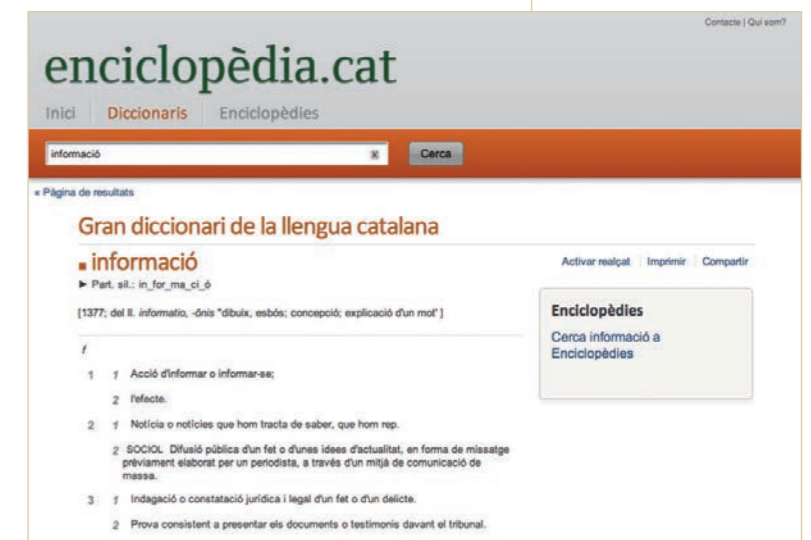 Contacte | Qui som?
enciclopèdia.cat
Inici Diccionaris Enciclopèdies
informació Cerca
« Pàgina de resultats
Gran diccionari de la llengua catalana
informació
Activar realçat Imprimir Compartir
► Part. sil.: in_for_ma_ci_ó
[1377; del ll. informatio, -ōnis "dibuix, esbós; concepció; explicació d'un mot" ]
Enciclopèdies
Cerca informació a
Enciclopèdies
f
1 1 Acció d'informar o informar-se;
2 l'efecte.
2 1 Notícia o notícies que hom tracta de saber, que hom rep.
2 SOCIOL Difusió pública d'un fet o d'unes idees d'actualitat, en forma de missatge
prèviament elaborat per un periodista, a través d'un mitjà de comunicació de
massa.
3 1 Indagació o constatació jurídica i legal d'un fet o d'un delicte.
2 Prova consistent a presentar els documents o testimonis davant el tribunal.